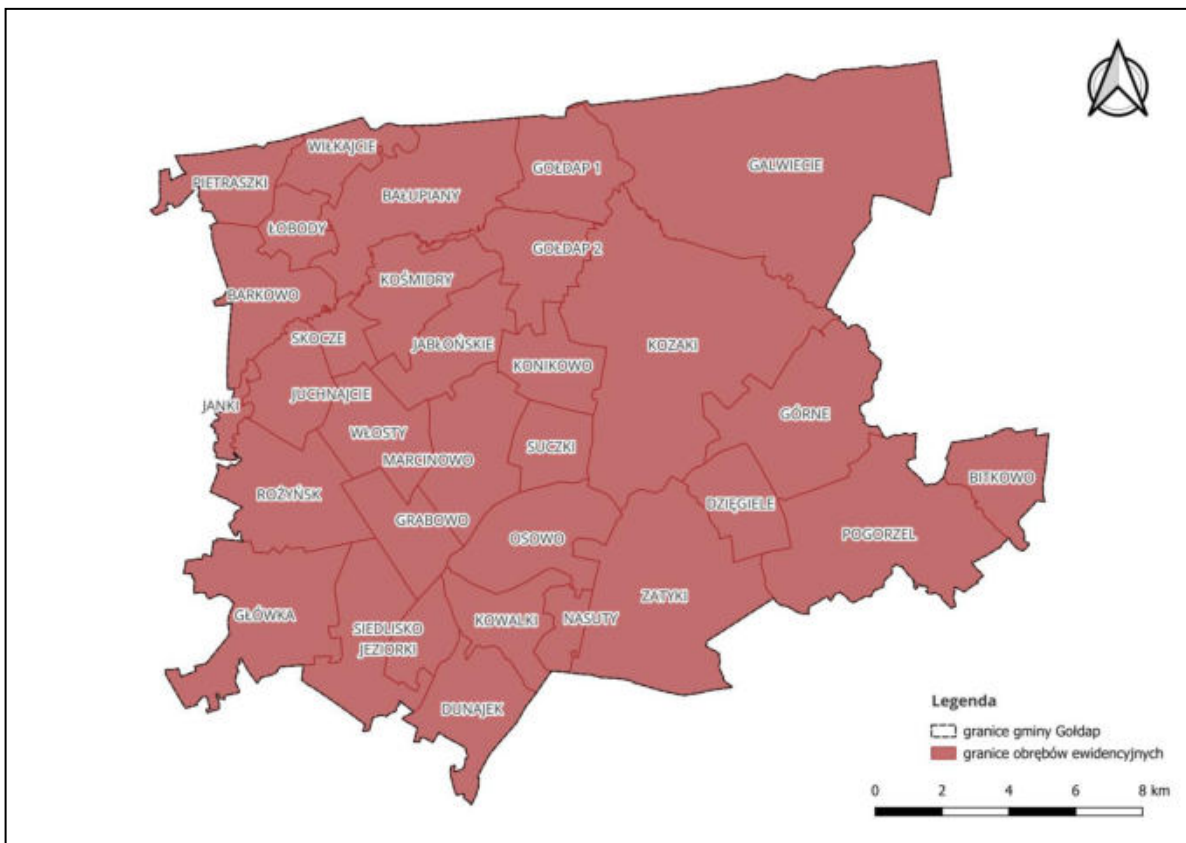 WIŁKAJCIE
GOŁDAP 1
GALWIECIE
PIETRASZKI
BAŁUPIANY
ŁOBODY
GOŁDAP 2
KOŚMIDRY
BARKOWO
SKOCZE
JABŁOŃSKIE
KOZAKI
KONIKOWO
JUCHNAJCIE
JANKI
GÓRNE
WŁOSTY
SUCZKI
MARCINOWO
BITKOWO
ROŻYŃSK
DZIĘGIELE
GRABOWO
POGORZEL
OSOWO
ZATYKI
GŁÓWKA
KOWALKI
NASUTY
SIEDLISKO
JEZIORKI
DUNAJEK
Legenda
granice gminy Gołdap
granice obrębów ewidencyjnych
0 2 4 6 8 km